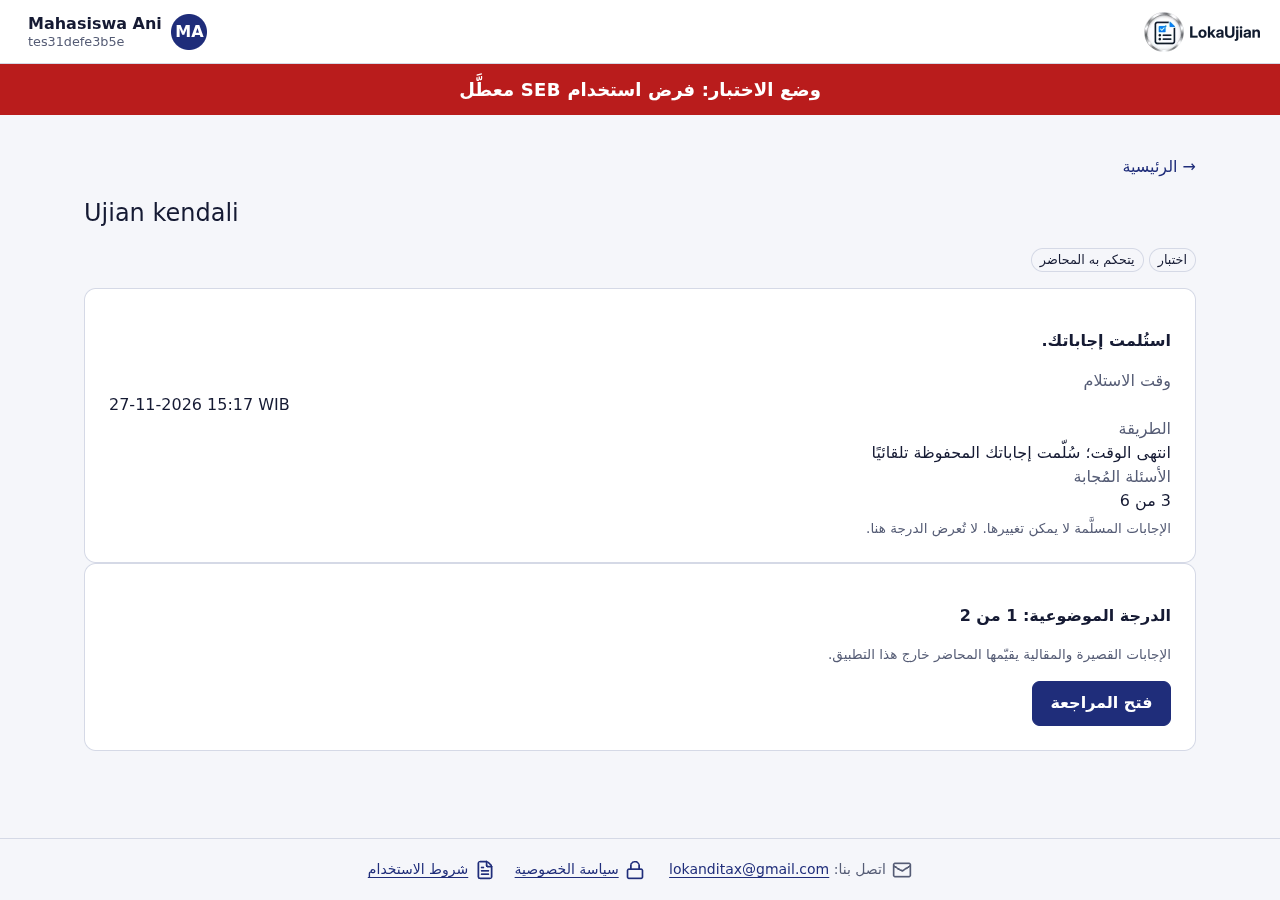 LokaUjian
Mahasiswa Ani
MA
tes31defe3b5e
وضع الاختبار: فرض استخدام SEB معطَّل
→ الرئيسية
Ujian kendali
اختبار
يتحكم به المحاضر
استُلمت إجاباتك.
وقت الاستلام
27-11-2026 15:17 WIB
الطريقة
انتهى الوقت؛ سُلّمت إجاباتك المحفوظة تلقائيًا
الأسئلة المُجابة
3 من 6
الإجابات المسلَّمة لا يمكن تغييرها. لا تُعرض الدرجة هنا.
الدرجة الموضوعية: 1 من 2
الإجابات القصيرة والمقالية يقيّمها المحاضر خارج هذا التطبيق.
فتح المراجعة
اتصل بنا: lokanditax@gmail.com
سياسة الخصوصية
شروط الاستخدام